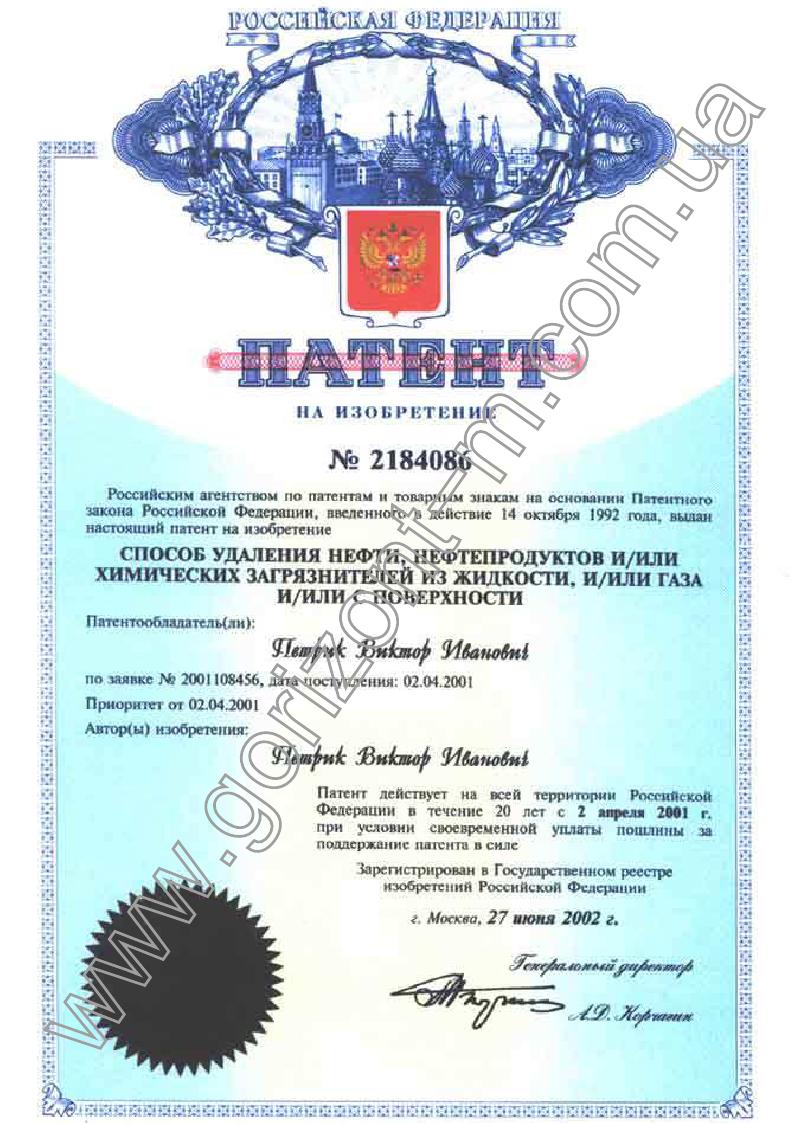 РОССИЙСКАЯ ФЕДЕРАЦИЯ
ПАТЕНТ
НА ИЗОБРЕТЕНИЕ
№ 2184086
Российским агентством по патентам и товарным знакам на основании Патентного
закона Российской Федерации, введенного в действие 14 октября 1992 года, выдан
настоящий патент на изобретение
СПОСОБ УДАЛЕНИЯ НЕФТИ, НЕФТЕПРОДУКТОВ И/ИЛИ
ХИМИЧЕСКИХ ЗАГРЯЗНИТЕЛЕЙ ИЗ ЖИДКОСТИ, И/ИЛИ ГАЗА
И/ИЛИ С ПОВЕРХНОСТИ
Патентообладатель(ли):
Петрик Виктор Иванович
по заявке № 2001108456, дата поступления: 02.04.2001
Приоритет от 02.04.2001
Автор(ы) изобретения:
Петрик Виктор Иванович
Патент действует на всей территории Российской
Федерации в течение 20 лет с 2 апреля 2001 г.
при условии своевременной уплаты пошлины за
поддержание патента в силе
Зарегистрирован в Государственном реестре
изобретений Российской Федерации
г. Москва, 27 июня 2002 г.
Генеральный директор
А.Д. Корчагин
www.gorizont-m.com.ua